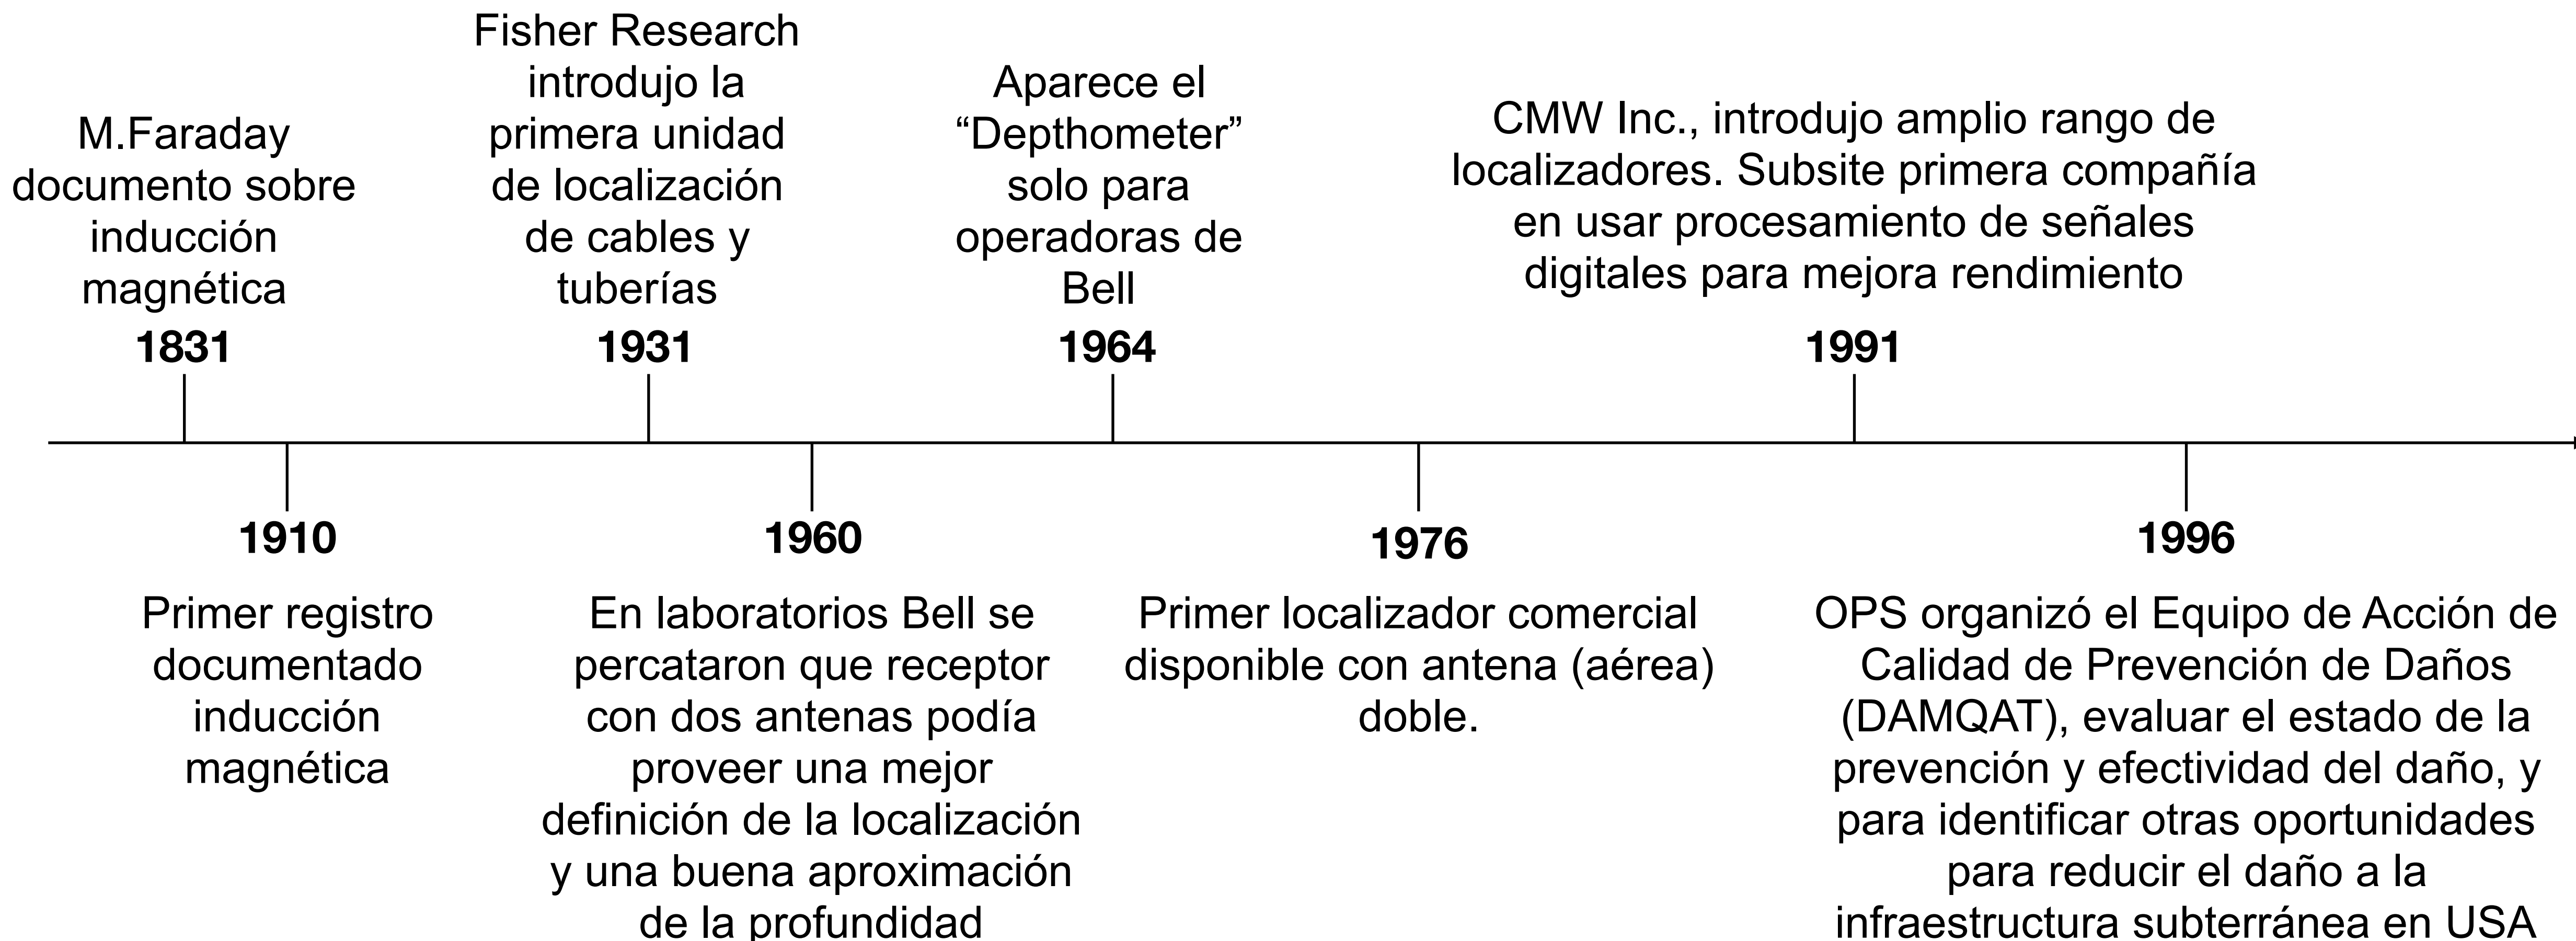 M.Faraday
documento sobre
inducción
magnética
1831
Fisher Research
introdujo la
primera unidad
de localización
de cables y
tuberías
1931
Aparece el
“Depthometer”
solo para
operadoras de
Bell
1964
CMW Inc., introdujo amplio rango de
localizadores. Subsite primera compañía
en usar procesamiento de señales
digitales para mejora rendimiento
1991
1910
Primer registro
documentado
inducción
magnética
1960
En laboratorios Bell se
percataron que receptor
con dos antenas podía
proveer una mejor
definición de la localización
y una buena aproximación
de la profundidad
1976
Primer localizador comercial
disponible con antena (aérea)
doble.
1996
OPS organizó el Equipo de Acción de
Calidad de Prevención de Daños
(DAMQAT), evaluar el estado de la
prevención y efectividad del daño, y
para identificar otras oportunidades
para reducir el daño a la
infraestructura subterránea en USA